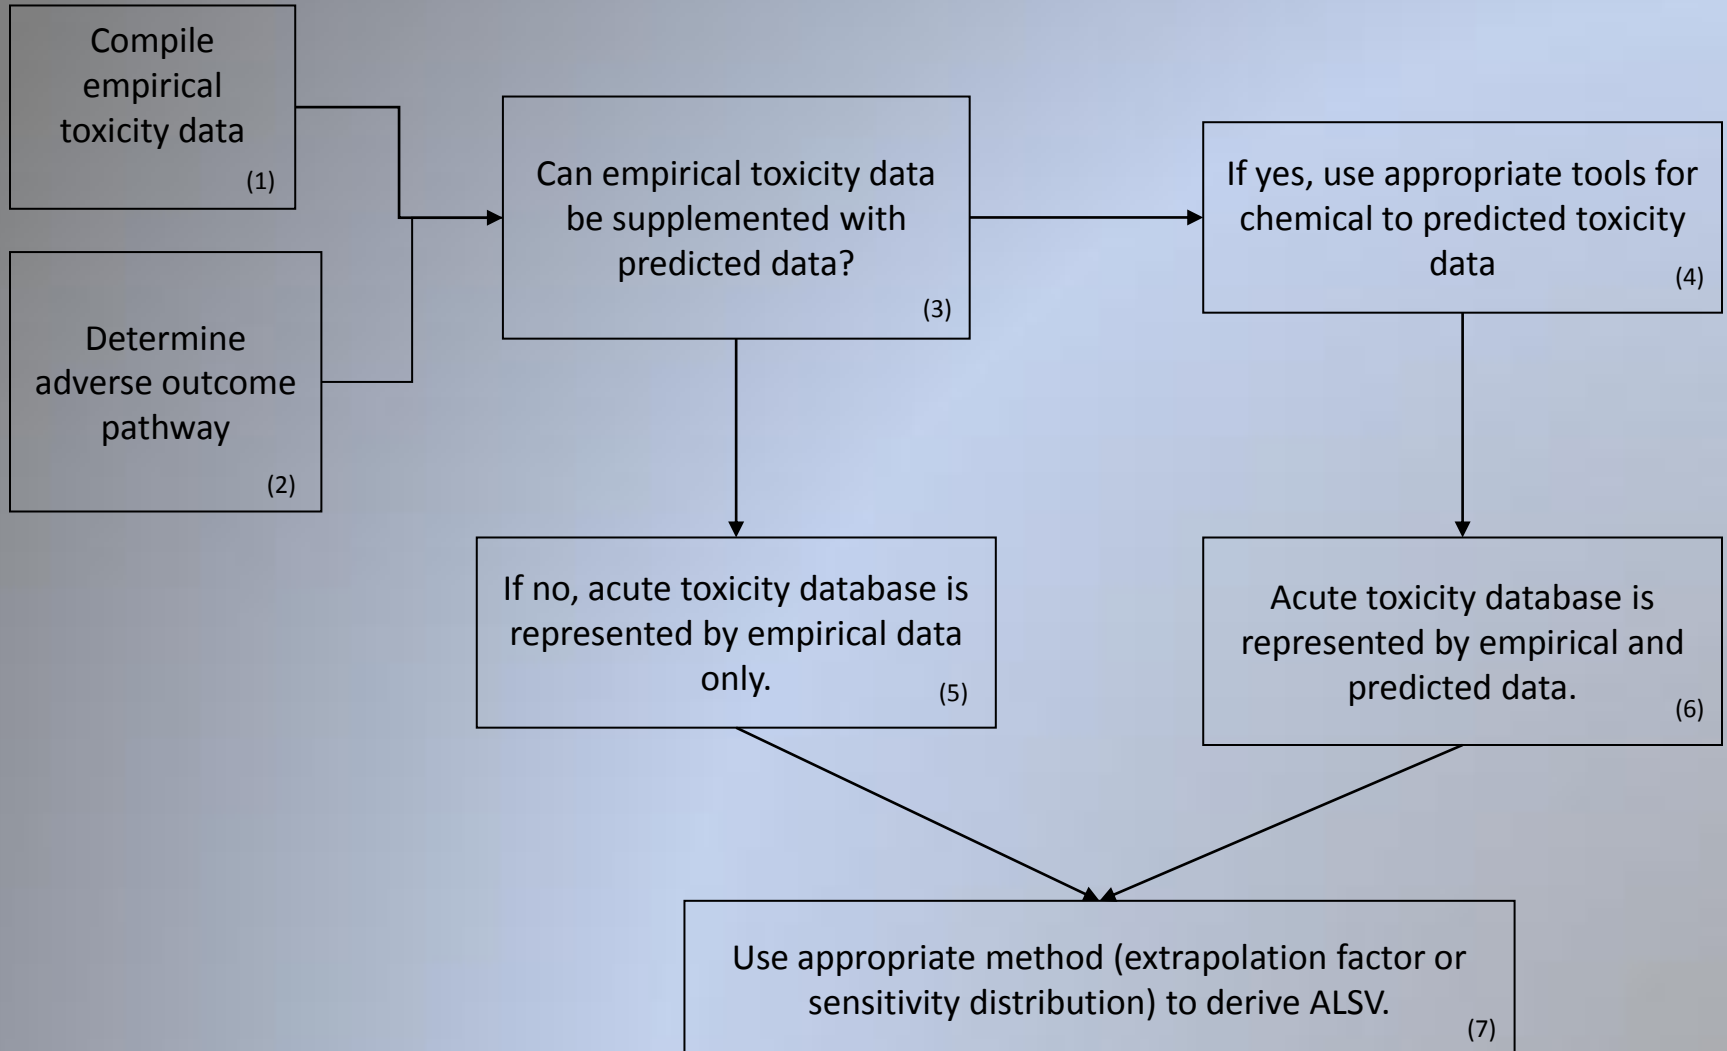 Compile
empirical
toxicity data
(1)
Determine
adverse outcome
pathway
(2)
Can empirical toxicity data
be supplemented with
predicted data?
(3)
If yes, use appropriate tools for
chemical to predicted toxicity
data
(4)
If no, acute toxicity database is
represented by empirical data
only.
(5)
Acute toxicity database is
represented by empirical and
predicted data.
(6)
Use appropriate method (extrapolation factor or
sensitivity distribution) to derive ALSV.
(7)